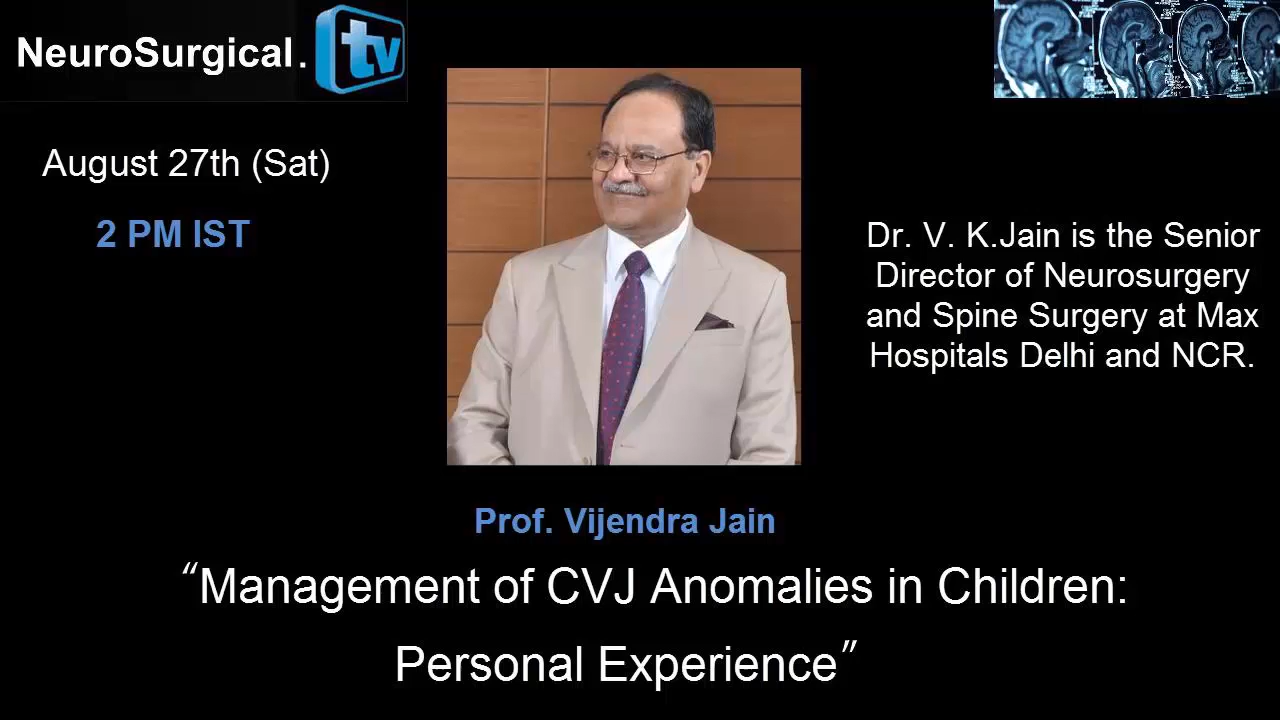 NeuroSurgical.tv
August 27th (Sat)
2 PM IST
Dr. V. K.Jain is the Senior
Director of Neurosurgery
and Spine Surgery at Max
Hospitals Delhi and NCR.
Prof. Vijendra Jain
“Management of CVJ Anomalies in Children:
Personal Experience”